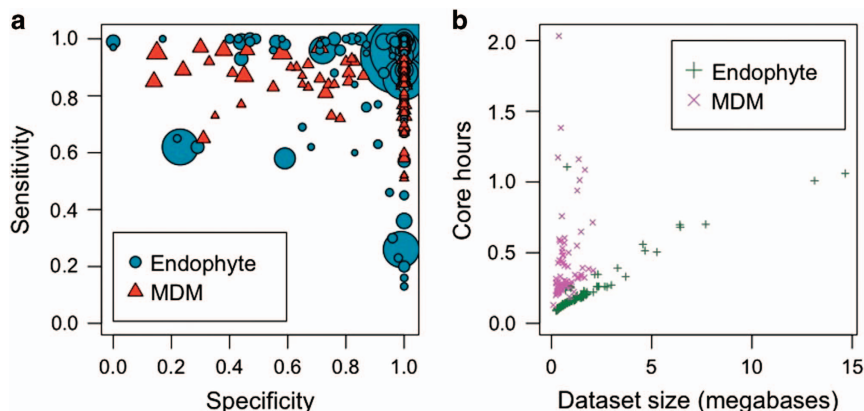 a
1.0
0.8
0.6
0.4
0.2
0.0
Sensitivity
Endophyte
MDM
0.0 0.2 0.4 0.6 0.8 1.0
Specificity
b
2.0
1.5
1.0
0.5
0.0
Core hours
Endophyte
MDM
0 5 10 15
Dataset size (megabases)